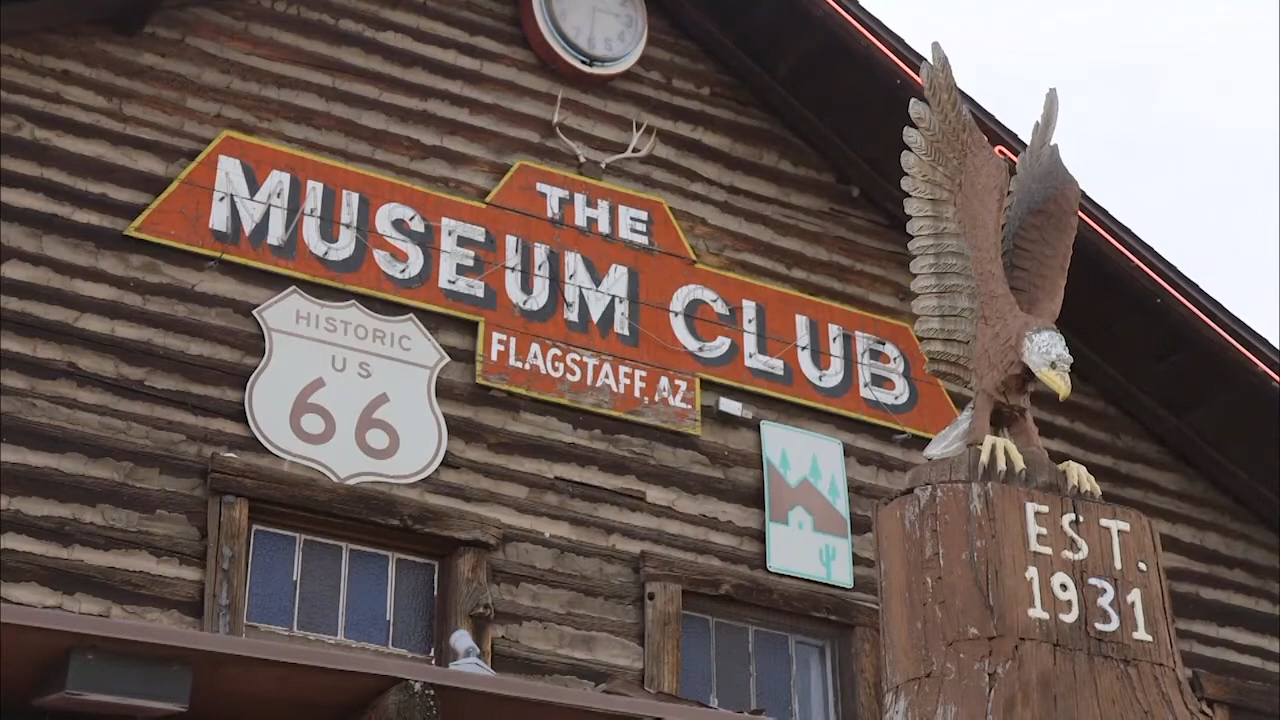 THE
MUSEUM CLUB
FLAGSTAFF, AZ.
HISTORIC
US
66
EST.
1931